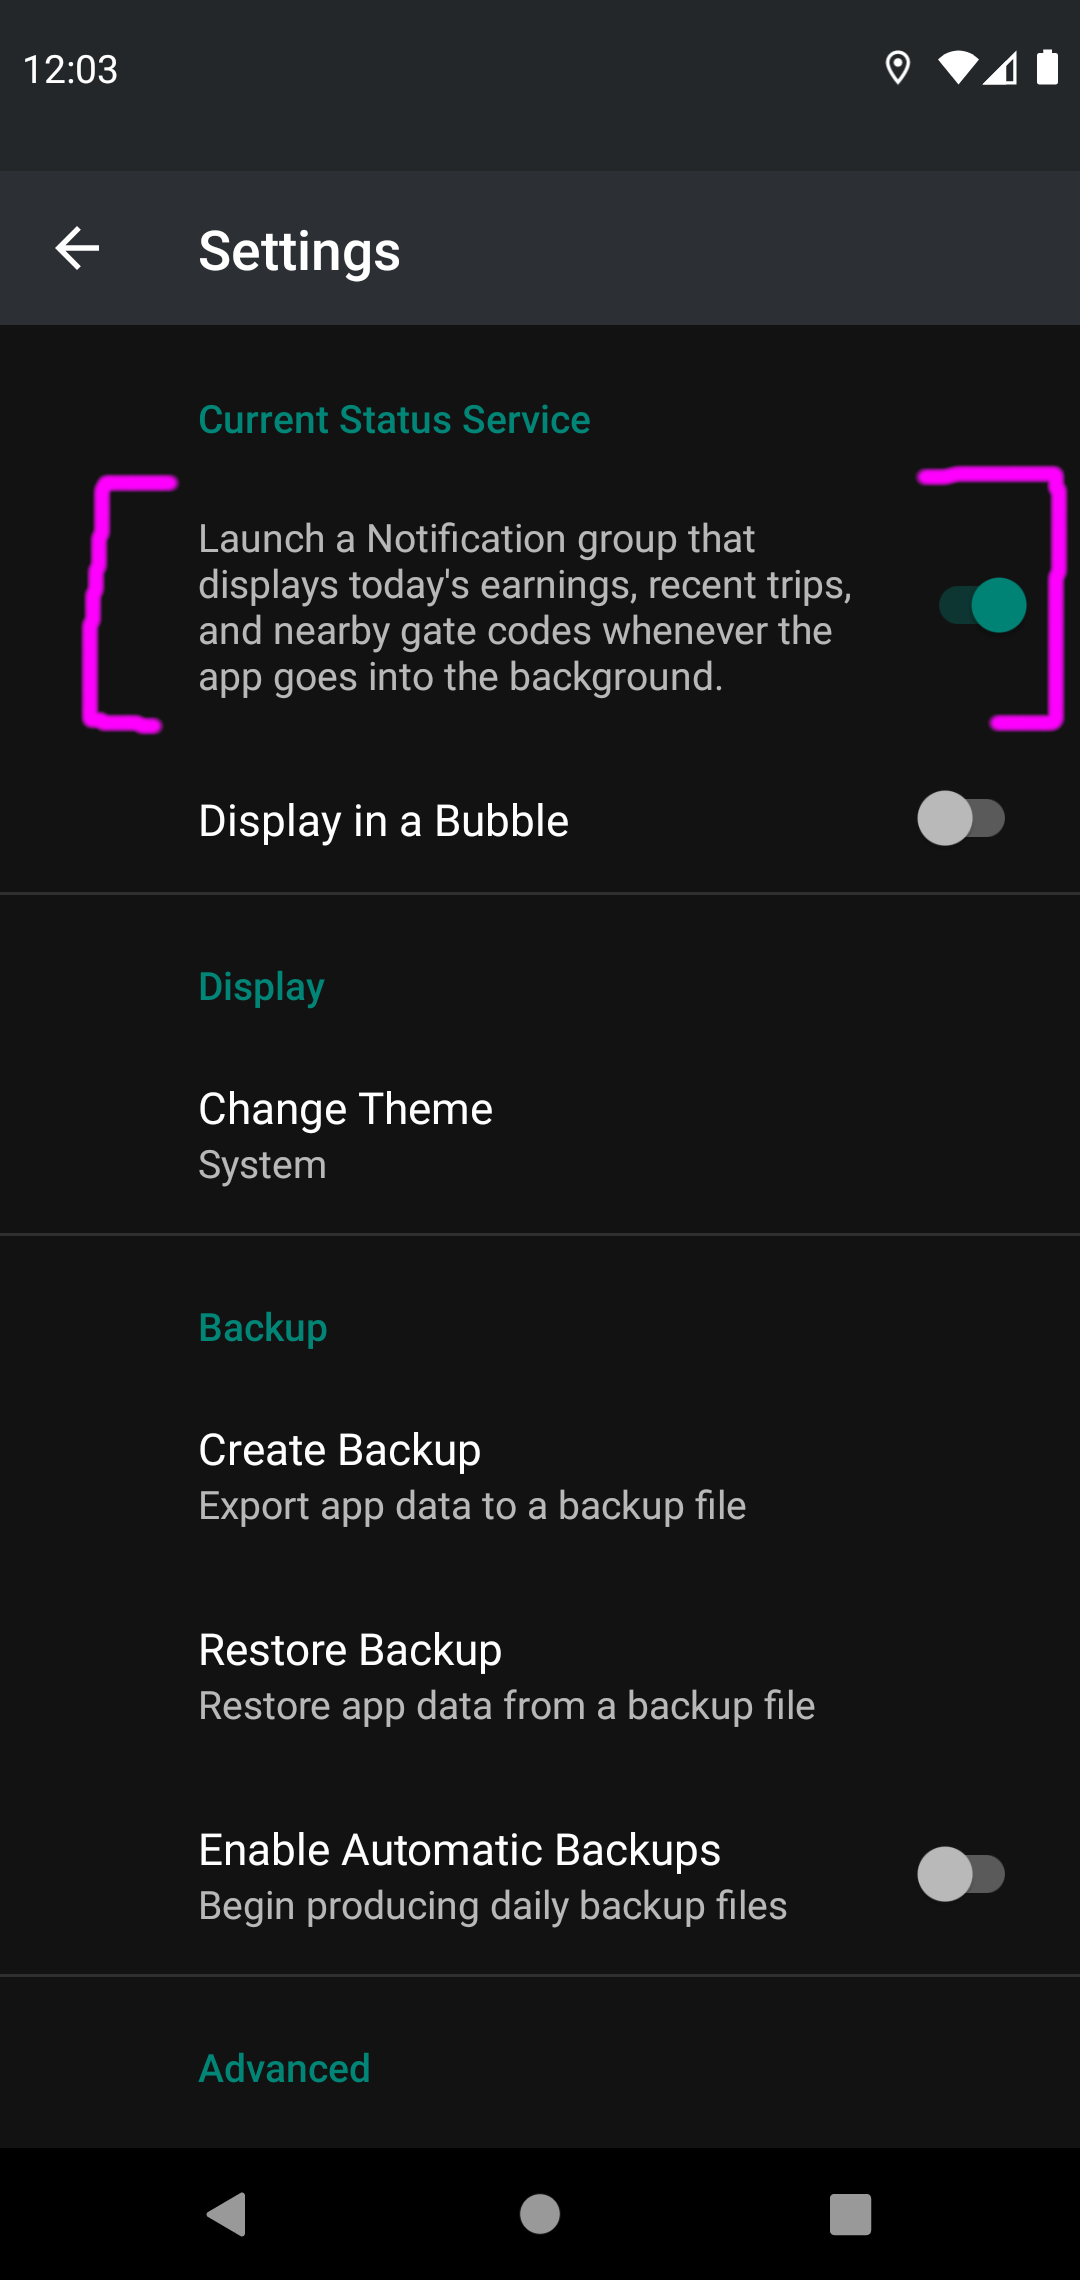 12:03
Settings
Current Status Service
Launch a Notification group that
displays today's earnings, recent trips,
and nearby gate codes whenever the
app goes into the background.
Display in a Bubble
Display
Change Theme
System
Backup
Create Backup
Export app data to a backup file
Restore Backup
Restore app data from a backup file
Enable Automatic Backups
Begin producing daily backup files
Advanced